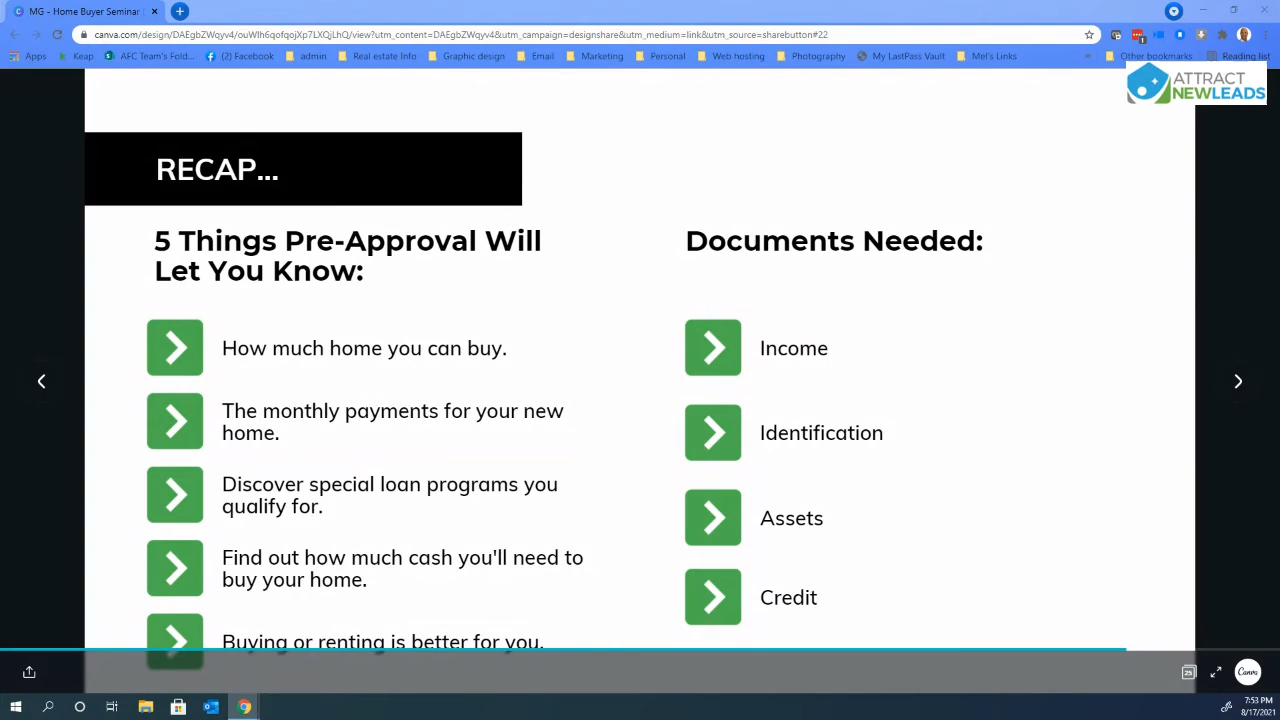 MG - Home Buyer Seminar
canva.com/design/DAEgbZWqyv4/ouWIh6qofqojXp7LXQjLhQ/view?utm_content=DAEgbZWqyv4&utm_campaign=designshare&utm_medium=link&utm_source=sharebutton#22
Apps Keap AFC Team's Fold... (2) Facebook admin Real estate Info Graphic design Email Marketing Personal Web hosting Photography My LastPass Vault Mel's Links » Other bookmarks Reading list
ATTRACT
NEWLEADS
RECAP...
5 Things Pre-Approval Will
Let You Know:
How much home you can buy.
The monthly payments for your new
home.
Discover special loan programs you
qualify for.
Find out how much cash you'll need to
buy your home.
Buying or renting is better for you.
Documents Needed:
Income
Identification
Assets
Credit
25
Canva
7:53 PM
8/17/2021